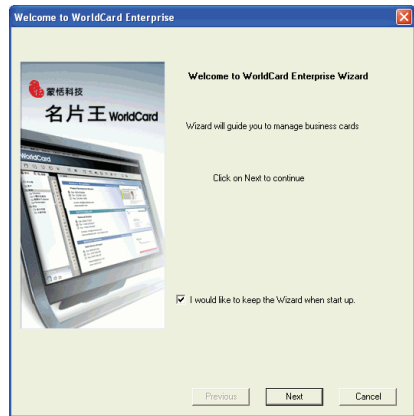 Welcome to WorldCard Enterprise
蒙恬科技
名片王 WorldCard
WorldCard
Welcome to WorldCard Enterprise Wizard
Wizard will guide you to manage business cards
Click on Next to continue
I would like to keep the Wizard when start up.
Previous
Next
Cancel